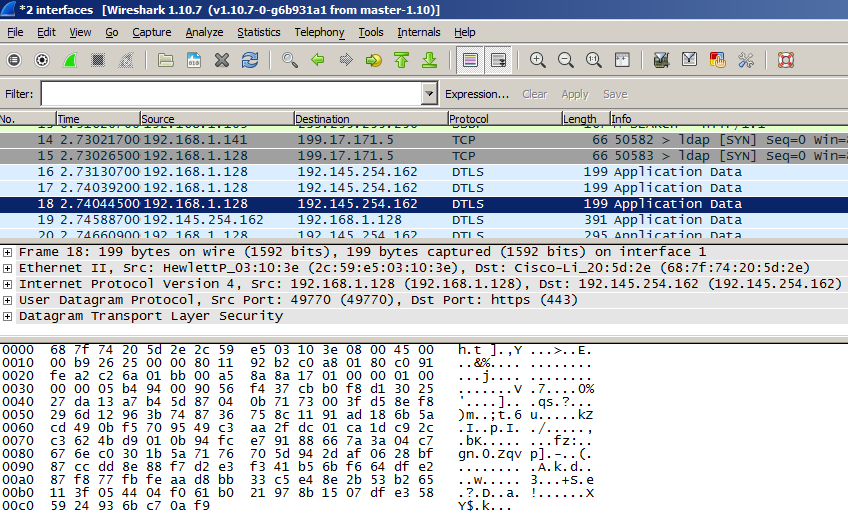 *2 interfaces [Wireshark 1.10.7 (v1.10.7-0-g6b931a1 from master-1.10)]
File Edit View Go Capture Analyze Statistics Telephony Tools Internals Help
Filter: Expression... Clear Apply Save
No. Time Source Destination Protocol Length Info
14 2.73021700 192.168.1.141 199.17.171.5 TCP 66 50582 > ldap [SYN] Seq=0 Win=
15 2.73026500 192.168.1.128 199.17.171.5 TCP 66 50583 > ldap [SYN] Seq=0 Win=
16 2.73130700 192.168.1.128 192.145.254.162 DTLS 199 Application Data
17 2.74039200 192.168.1.128 192.145.254.162 DTLS 199 Application Data
18 2.74044500 192.168.1.128 192.145.254.162 DTLS 199 Application Data
19 2.74588700 192.145.254.162 192.168.1.128 DTLS 391 Application Data
20 2.74660900 192.168.1.128 192.145.254.162 DTLS 295 Application Data
Frame 18: 199 bytes on wire (1592 bits), 199 bytes captured (1592 bits) on interface 1
Ethernet II, Src: HewlettP_03:10:3e (2c:59:e5:03:10:3e), Dst: Cisco-Li_20:5d:2e (68:7f:74:20:5d:2e)
Internet Protocol Version 4, Src: 192.168.1.128 (192.168.1.128), Dst: 192.145.254.162 (192.145.254.162)
User Datagram Protocol, Src Port: 49770 (49770), Dst Port: https (443)
Datagram Transport Layer Security
0000 68 7f 74 20 5d 2e 2c 59 e5 03 10 3e 08 00 45 00 h.t ].,Y ...>..E.
0010 00 b9 26 25 00 00 80 11 92 b2 c0 a8 01 80 c0 91 ..&%.... ........
0020 fe a2 c2 6a 01 bb 00 a5 8a 8a 17 01 00 00 01 00 ...j.... ........
0030 00 00 05 b4 94 00 90 56 f4 37 cb b0 f8 d1 30 25 .......V .7....0%
0040 27 da 13 a7 b4 5d 87 04 0b 71 73 00 3f d5 8e f8 '....].. .qs.?...
0050 29 6d 12 96 3b 74 87 36 75 8c 11 91 ad 18 6b 5a )m..;t.6 u.....kZ
0060 cd 49 0b f5 70 95 49 c3 aa 2f dc 01 ca 1d c9 2c .I..p.I. ./.....,
0070 c3 62 4b d9 01 0b 94 fc e7 91 88 66 7a 3a 04 c7 .bK..... ...fz:..
0080 67 6e c0 30 1b 5a 71 76 70 5d 94 2d af 06 28 bf gn.0.Zqv p].-..(.
0090 87 cc dd 8e 88 f7 d2 e3 f3 41 b5 6b f6 64 df e2 ........ .A.k.d..
00a0 87 f8 77 fb fe aa d8 bb 33 c5 e4 8e 2b 53 b2 65 ..w..... 3...+S.e
00b0 11 3f 05 44 04 f0 61 b0 21 97 8b 15 07 df e3 58 .?.D..a. !......X
00c0 59 24 93 6b c7 0a f9 Y$.k...